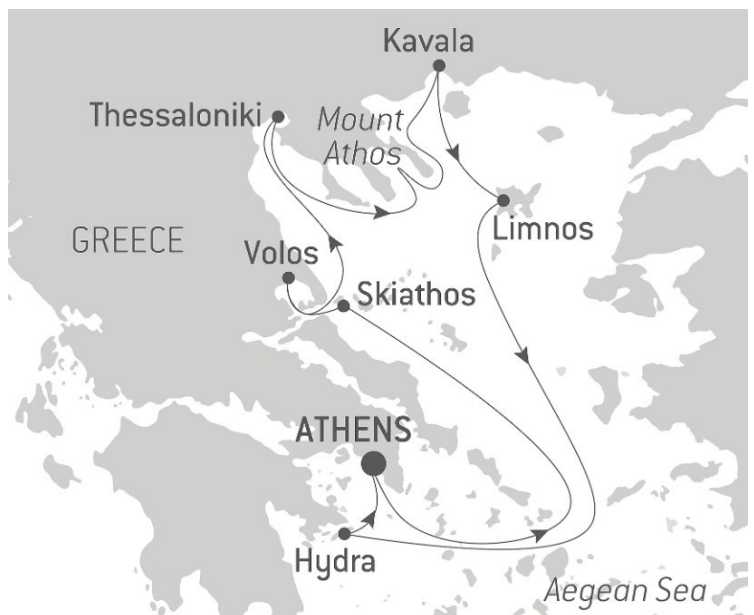 Kavala
Thessaloniki
Mount
Athos
GREECE
Limnos
Volos
Skiathos
ATHENS
Hydra
Aegean Sea